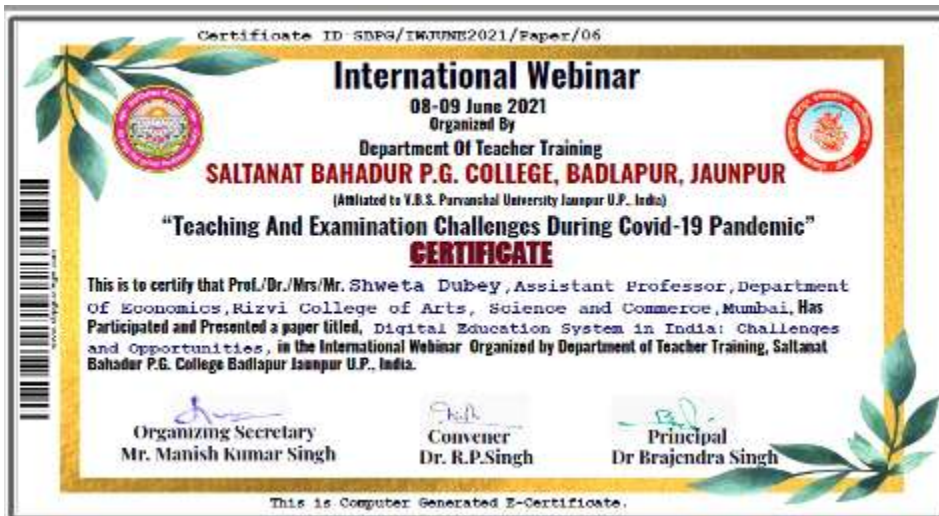 Certificate ID-SBPG/IWJUNE2021/Paper/06
International Webinar
08-09 June 2021
Organized By
Department Of Teacher Training
SALTANAT BAHADUR P.G. COLLEGE, BADLAPUR, JAUNPUR
(Affiliated to V.B.S. Purvanchal University Jaunpur U.P., India)
“Teaching And Examination Challenges During Covid-19 Pandemic”
CERTIFICATE
This is to certify that Prof./Dr./Mrs/Mr. Shweta Dubey,Assistant Professor,Department
Of Economics,Rizvi College of Arts, Science and Commerce,Mumbai, Has
Participated and Presented a paper titled, Digital Education System in India: Challenges
and Opportunities, in the International Webinar Organized by Department of Teacher Training, Saltanat
Bahadur P.G. College Badlapur Jaunpur U.P., India.
Organizing Secretary
Mr. Manish Kumar Singh
Convener
Dr. R.P.Singh
Principal
Dr Brajendra Singh
This is Computer Generated E-Certificate.